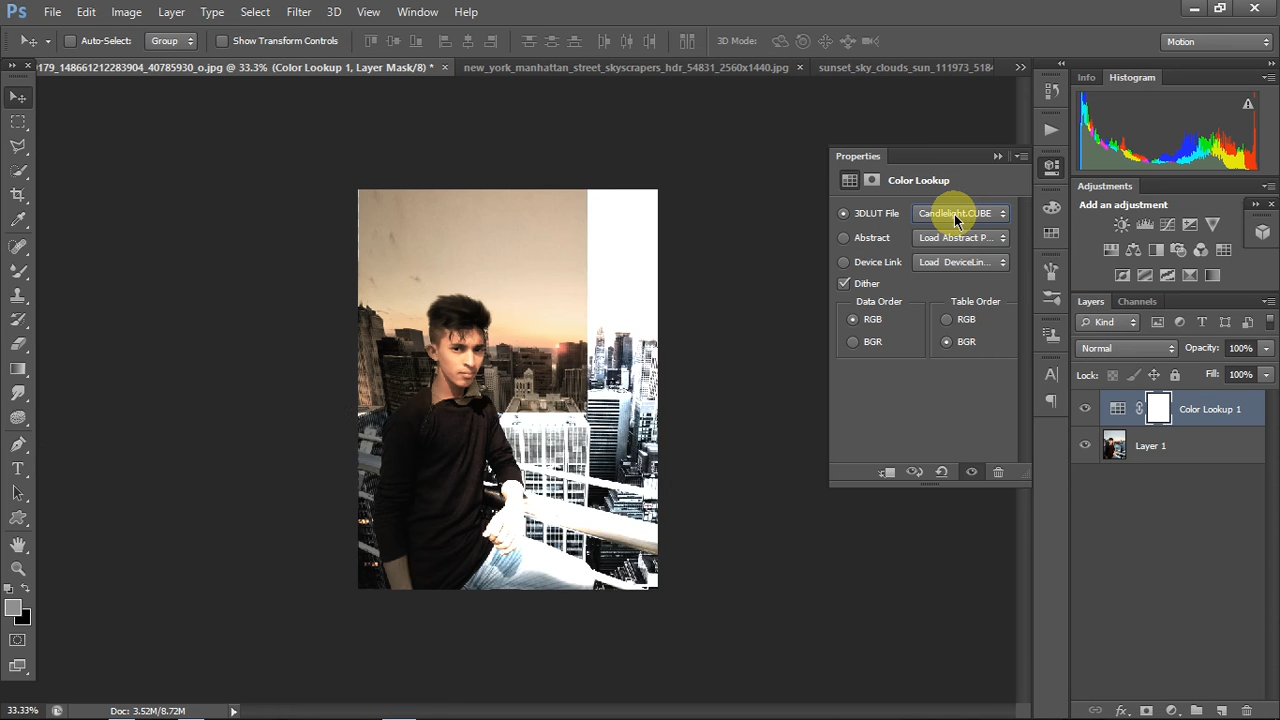 Ps File Edit Image Layer Type Select Filter 3D View Window Help
Auto-Select: Group Show Transform Controls 3D Mode: Motion
179_148661212283904_40785930_o.jpg @ 33.3% (Color Lookup 1, Layer Mask/8) * × new_york_manhattan_street_skyscrapers_hdr_54831_2560x1440.jpg × sunset_sky_clouds_sun_111973_5184
Info Histogram
Properties
Color Lookup
3DLUT File Candlelight.CUBE
Abstract Load Abstract P...
Device Link Load DeviceLin...
Dither
Data Order Table Order
RGB RGB
BGR BGR
Adjustments
Add an adjustment
Layers Channels
Kind
Normal Opacity: 100%
Lock: Fill: 100%
Color Lookup 1
Layer 1
33.33% Doc: 3.52M/8.72M